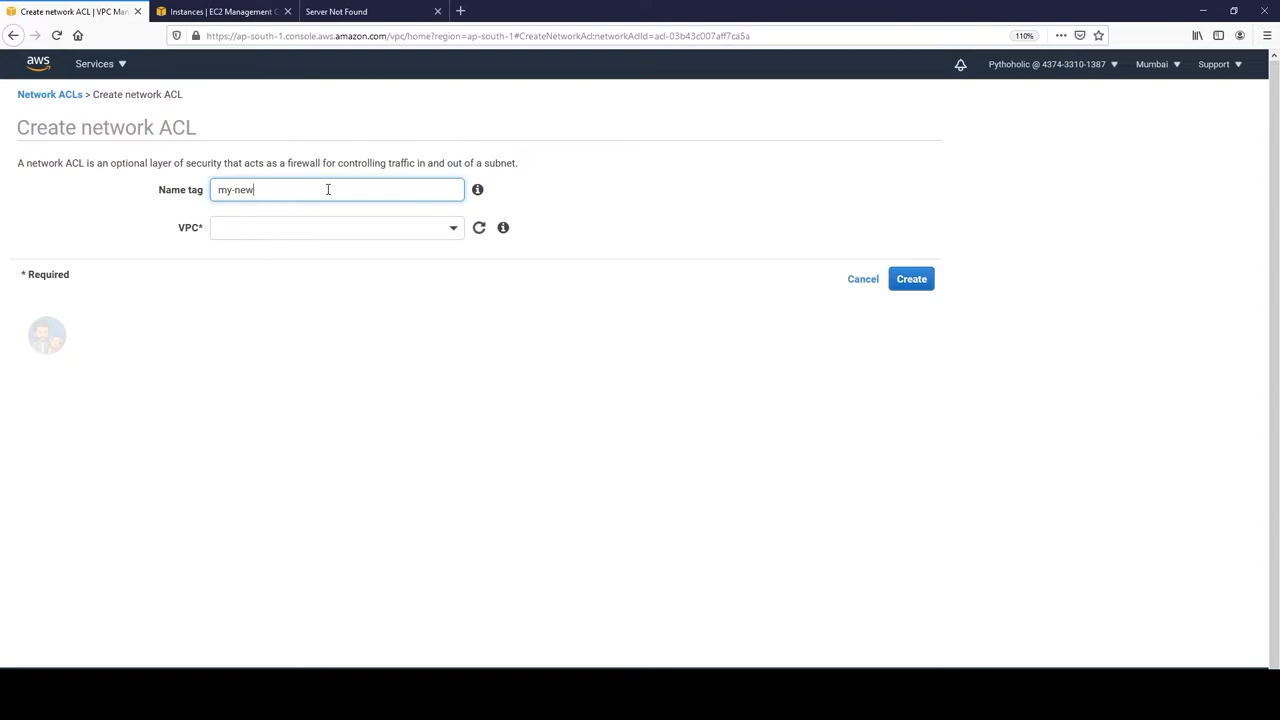 Create network ACL | VPC Man
Instances | EC2 Management C
Server Not Found
https://ap-south-1.console.aws.amazon.com/vpc/home?region=ap-south-1#CreateNetworkAcl:networkAclId=acl-03b43c007aff7ca5a
110%
aws
Services
Pythoholic @ 4374-3310-1387
Mumbai
Support
Network ACLs > Create network ACL
Create network ACL
A network ACL is an optional layer of security that acts as a firewall for controlling traffic in and out of a subnet.
Name tag
my-new
VPC*
* Required
Cancel
Create